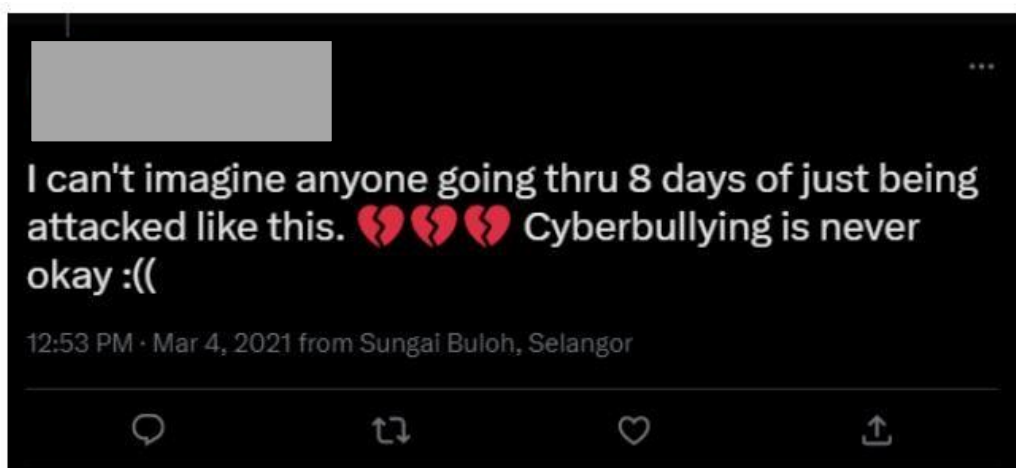 I can't imagine anyone going thru 8 days of just being
attacked like this. 💔💔💔 Cyberbullying is never
okay :((
12:53 PM · Mar 4, 2021 from Sungai Buloh, Selangor